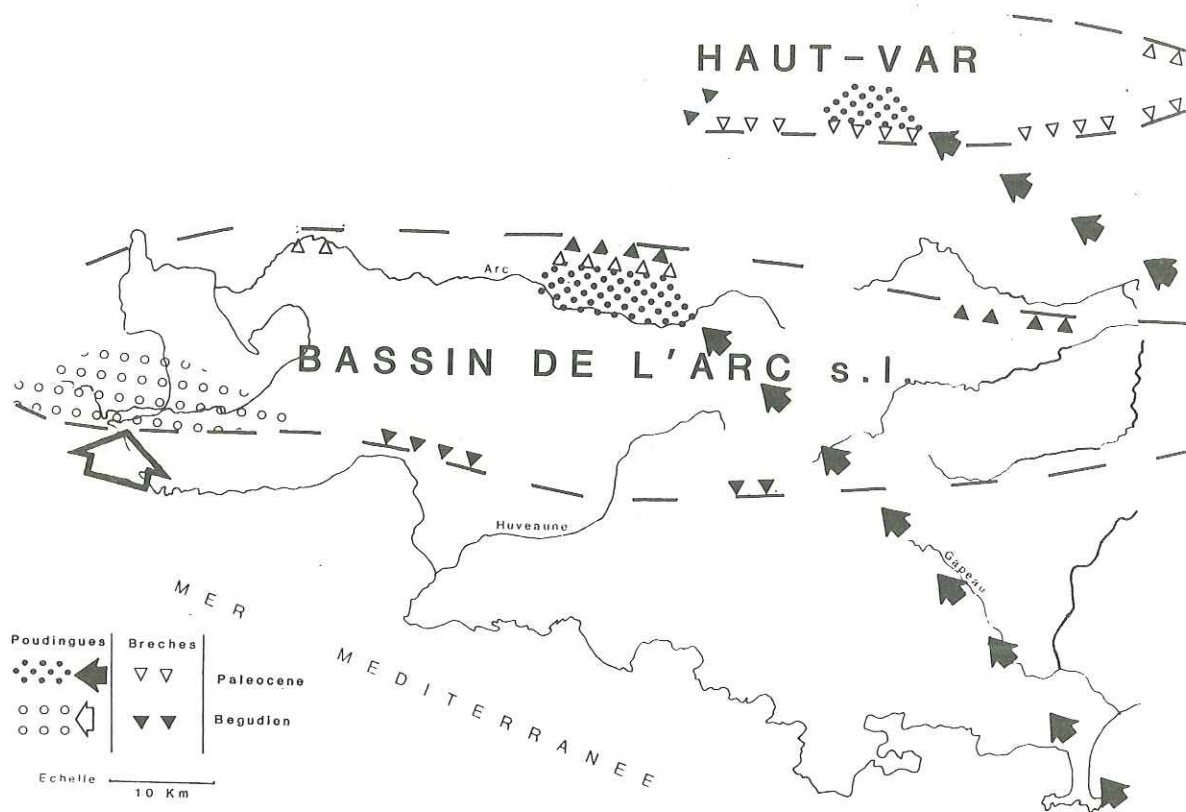 HAUT-VAR
Arc
BASSIN DE L'ARC s.l.
Huveaune
Gapeau
MER
MEDITERRANEE
Poudingues Breches
Paleocene
Begudien
Echelle
10 Km